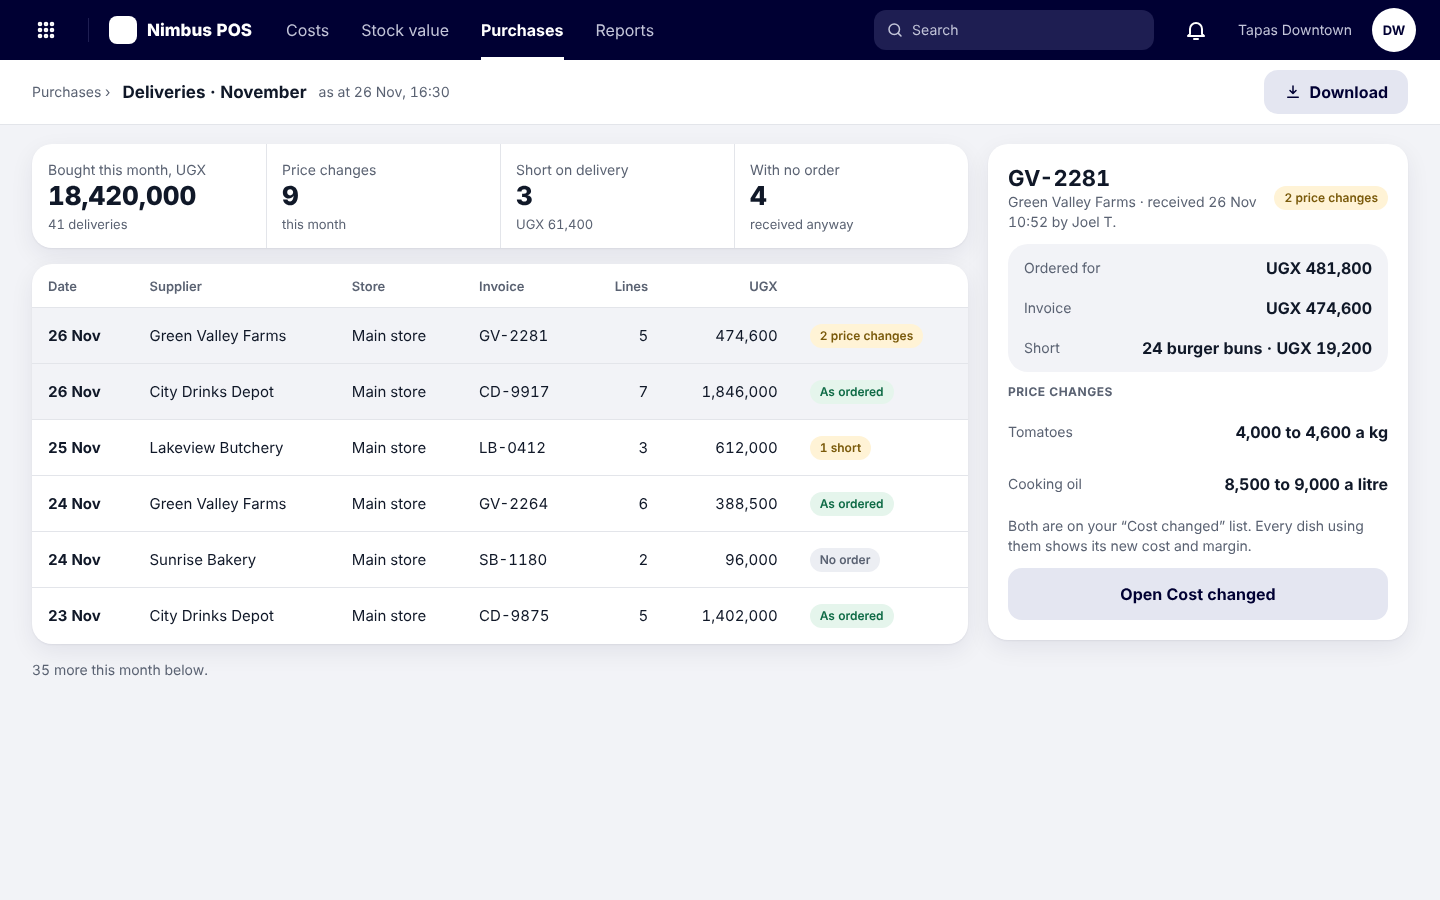 Nimbus POS
Costs
Stock value
Purchases
Reports
Search
Tapas Downtown
DW
Purchases ›
Deliveries · November
as at 26 Nov, 16:30
Download
Bought this month, UGX
18,420,000
41 deliveries
Price changes
9
this month
Short on delivery
3
UGX 61,400
With no order
4
received anyway
Date Supplier Store Invoice Lines UGX
26 Nov Green Valley Farms Main store GV-2281 5 474,600 2 price changes
26 Nov City Drinks Depot Main store CD-9917 7 1,846,000 As ordered
25 Nov Lakeview Butchery Main store LB-0412 3 612,000 1 short
24 Nov Green Valley Farms Main store GV-2264 6 388,500 As ordered
24 Nov Sunrise Bakery Main store SB-1180 2 96,000 No order
23 Nov City Drinks Depot Main store CD-9875 5 1,402,000 As ordered
35 more this month below.
GV-2281
Green Valley Farms · received 26 Nov
10:52 by Joel T.
2 price changes
Ordered for UGX 481,800
Invoice UGX 474,600
Short 24 burger buns · UGX 19,200
PRICE CHANGES
Tomatoes 4,000 to 4,600 a kg
Cooking oil 8,500 to 9,000 a litre
Both are on your “Cost changed” list. Every dish using
them shows its new cost and margin.
Open Cost changed